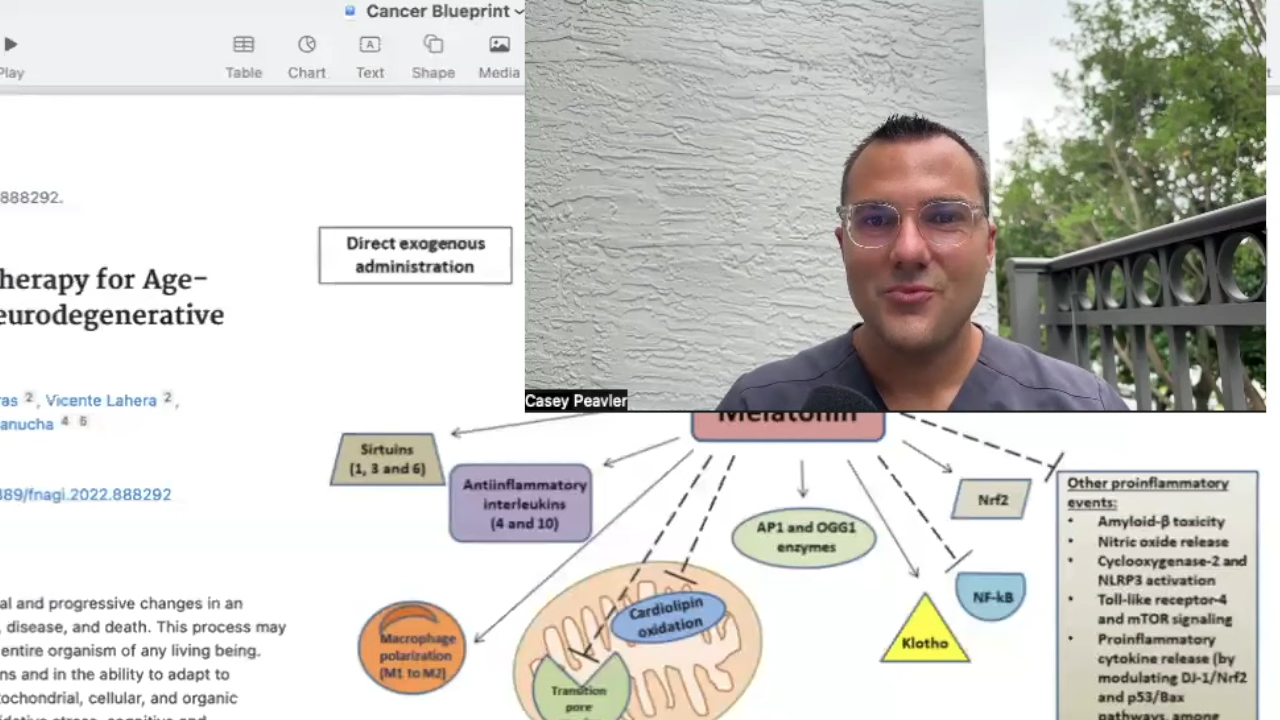 Cancer Blueprint
Play
Table
Chart
Text
Shape
Media
888292.
Direct exogenous
administration
herapy for Age-
eurodegenerative
ras 2, Vicente Lahera 2,
anucha 4 5
389/fnagi.2022.888292
al and progressive changes in an
, disease, and death. This process may
entire organism of any living being.
ns and in the ability to adapt to
tochondrial, cellular, and organic
Casey Peavler
Melatonin
Sirtuins
(1, 3 and 6)
Antiinflammatory
interleukins
(4 and 10)
AP1 and OGG1
enzymes
Nrf2
NF-kB
Klotho
Macrophage
polarization
(M1 to M2)
Cardiolipin
oxidation
Transition
pore
Other proinflammatory
events:
• Amyloid-β toxicity
• Nitric oxide release
• Cyclooxygenase-2 and
NLRP3 activation
• Toll-like receptor-4
and mTOR signaling
• Proinflammatory
cytokine release (by
modulating DJ-1/Nrf2
and p53/Bax
pathways, among